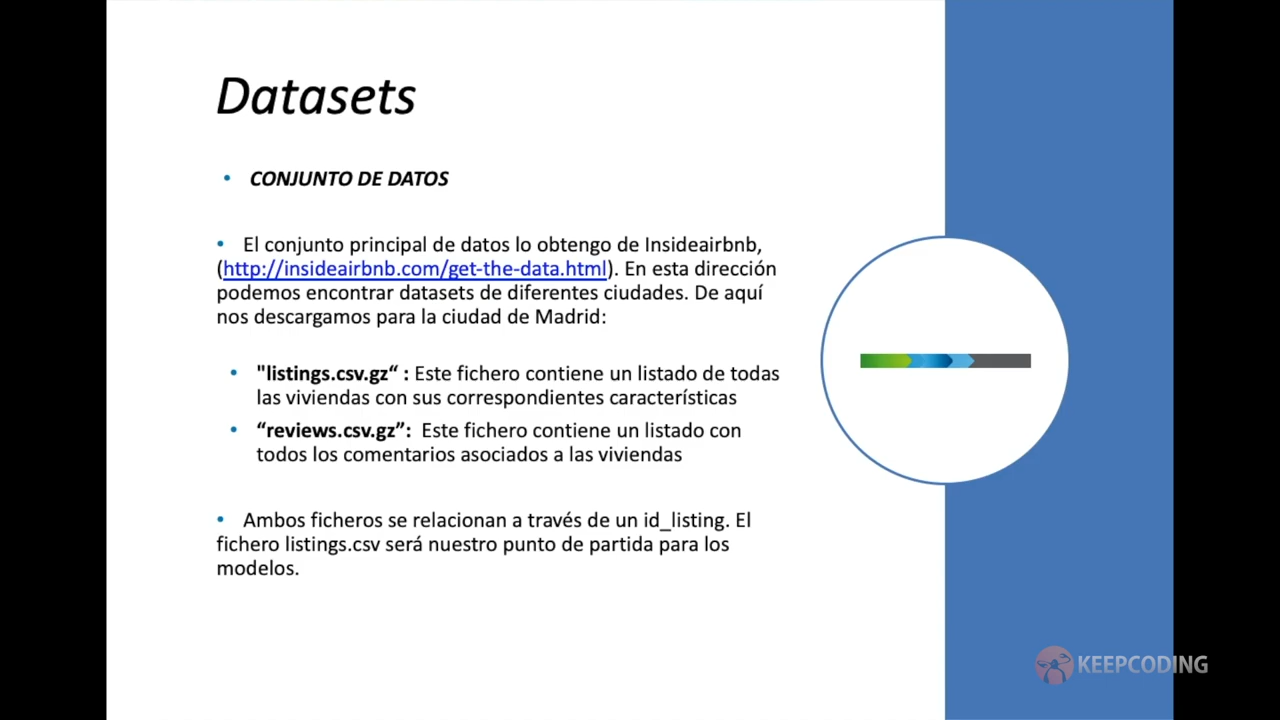 Datasets
• CONJUNTO DE DATOS
• El conjunto principal de datos lo obtengo de Insideairbnb,
(http://insideairbnb.com/get-the-data.html). En esta dirección
podemos encontrar datasets de diferentes ciudades. De aquí
nos descargamos para la ciudad de Madrid:
• "listings.csv.gz“ : Este fichero contiene un listado de todas
las viviendas con sus correspondientes características
• “reviews.csv.gz”: Este fichero contiene un listado con
todos los comentarios asociados a las viviendas
• Ambos ficheros se relacionan a través de un id_listing. El
fichero listings.csv será nuestro punto de partida para los
modelos.
KEEPCODING